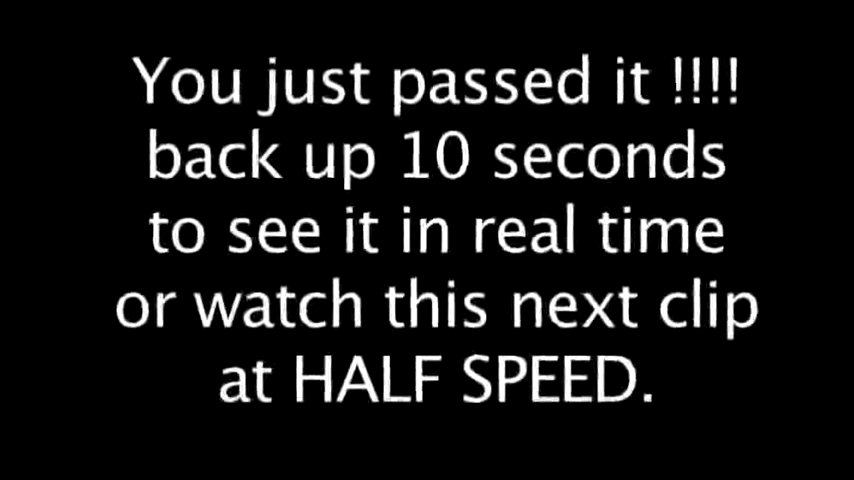 You just passed it !!!!
back up 10 seconds
to see it in real time
or watch this next clip
at HALF SPEED.